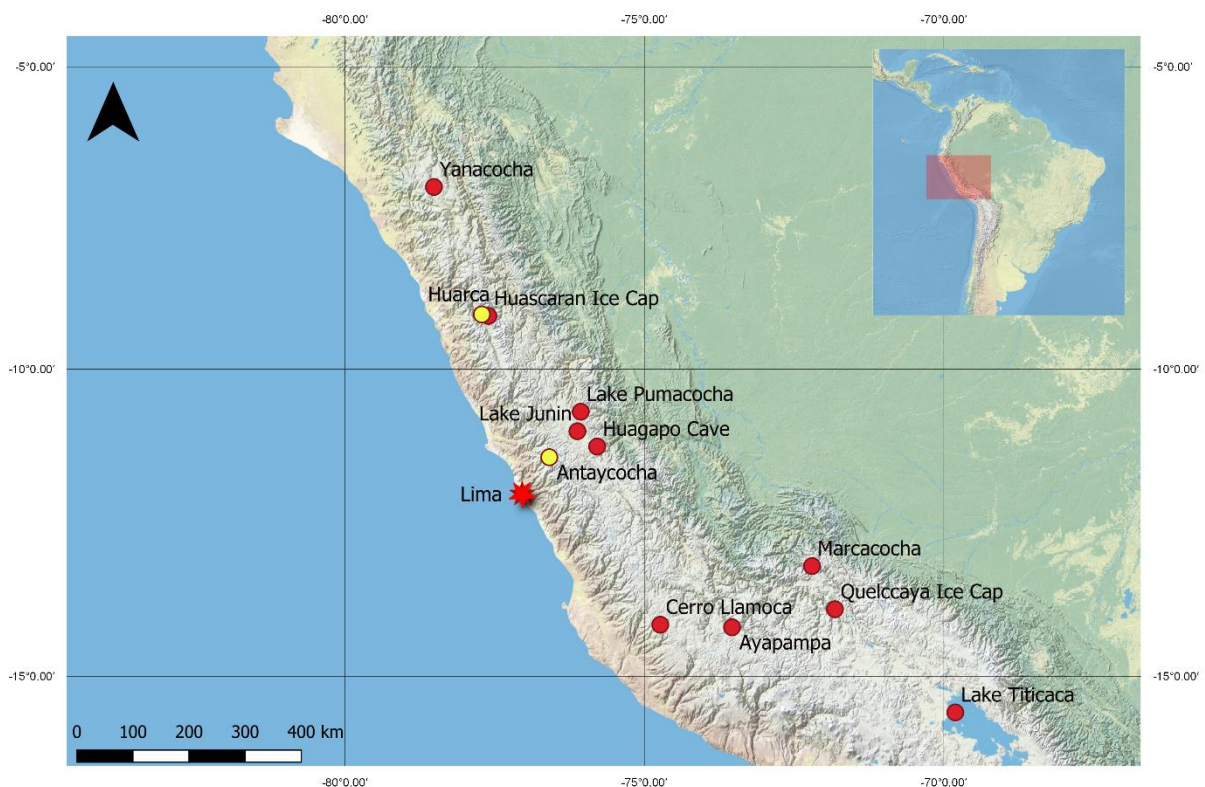 -80°0.00' -75°0.00' -70°0.00'
-5°0.00' -5°0.00'
Yanacocha
Huarca Huascaran Ice Cap
-10°0.00' -10°0.00'
Lake Pumacocha
Lake Junin
Huagapo Cave
Antaycocha
Lima
Marcacocha
Quelccaya Ice Cap
Cerro Llamoca
Ayapampa
-15°0.00' -15°0.00'
Lake Titicaca
0 100 200 300 400 km
-80°0.00' -75°0.00' -70°0.00'